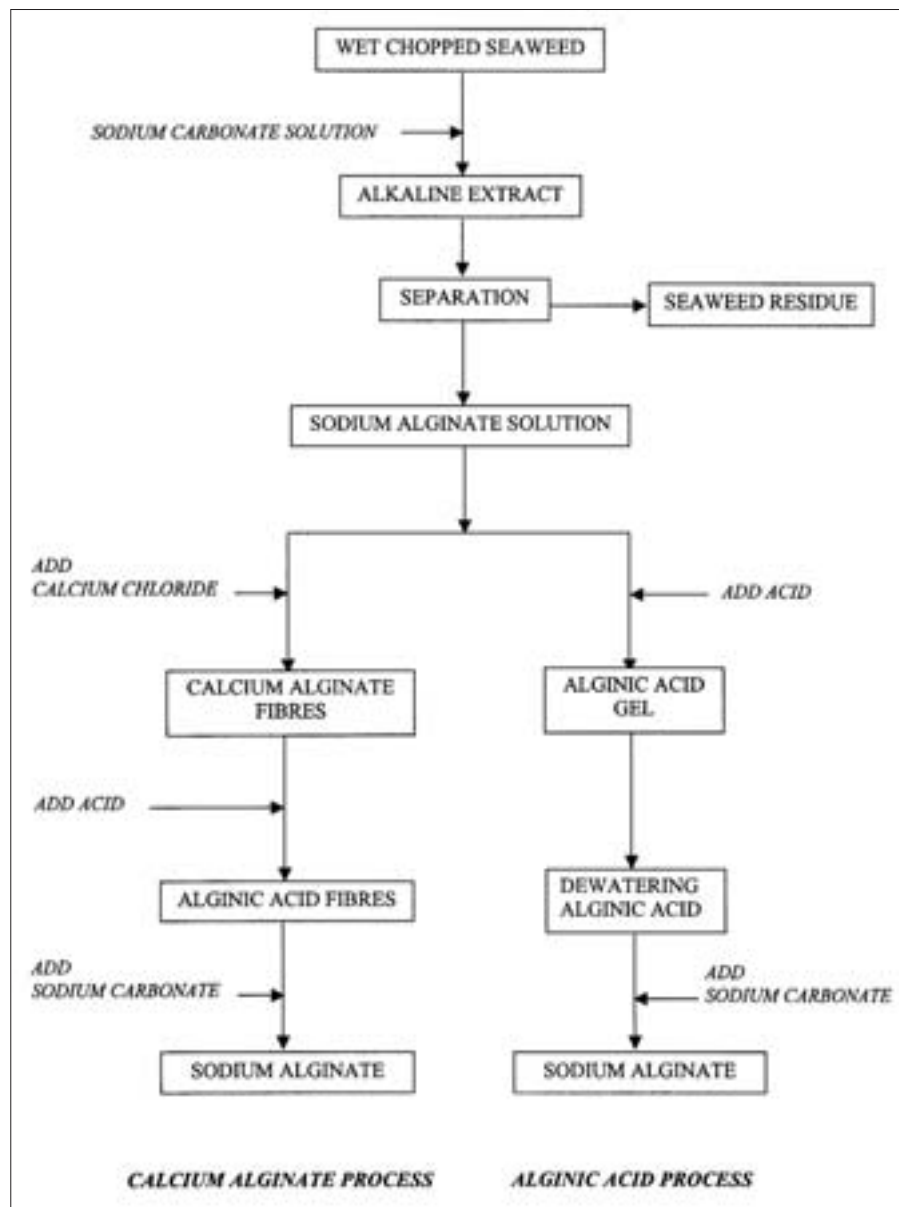 WET CHOPPED SEAWEED
SODIUM CARBONATE SOLUTION
ALKALINE EXTRACT
SEPARATION
SEAWEED RESIDUE
SODIUM ALGINATE SOLUTION
ADD
CALCIUM CHLORIDE
ADD ACID
CALCIUM ALGINATE
FIBRES
ALGINIC ACID
GEL
ADD ACID
ALGINIC ACID FIBRES
DEWATERING
ALGINIC ACID
ADD
SODIUM CARBONATE
ADD
SODIUM CARBONATE
SODIUM ALGINATE
SODIUM ALGINATE
CALCIUM ALGINATE PROCESS
ALGINIC ACID PROCESS